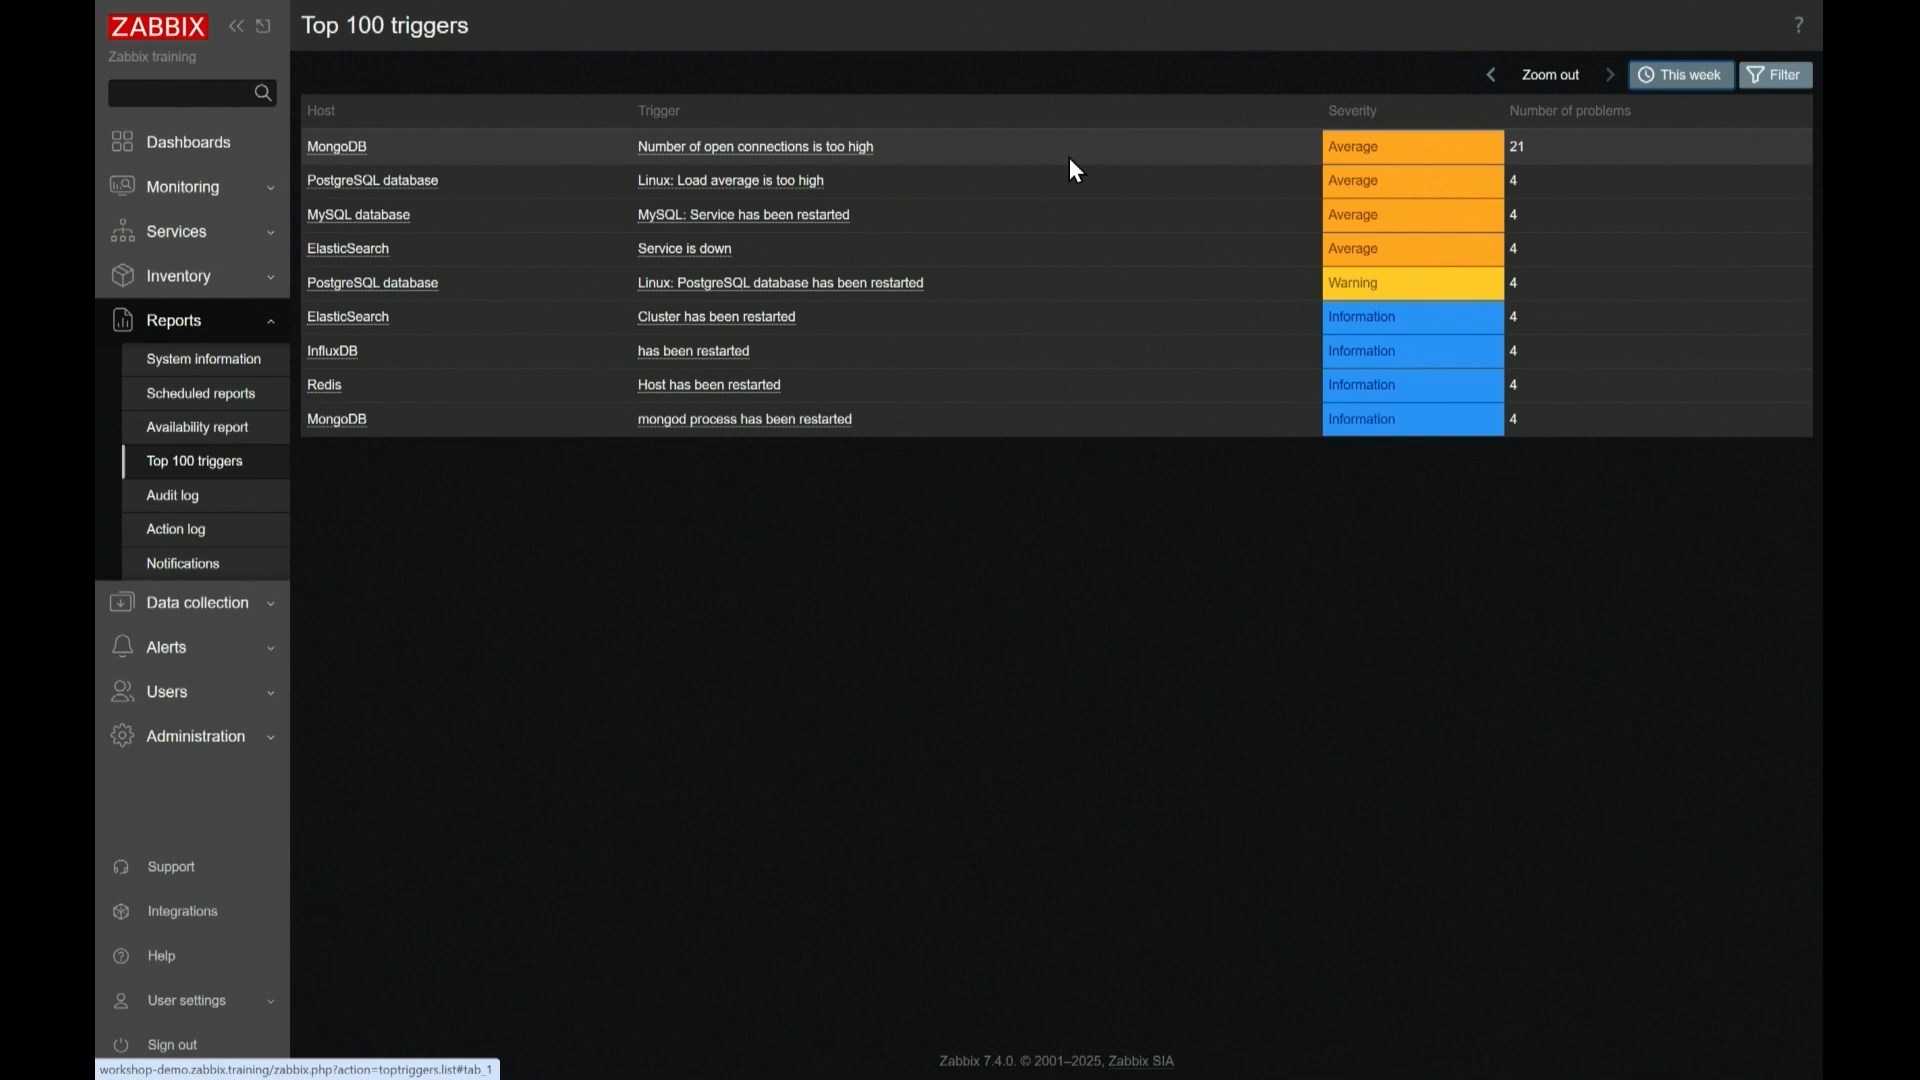 ZABBIX
Zabbix training
Dashboards
Monitoring
Services
Inventory
Reports
System information
Scheduled reports
Availability report
Top 100 triggers
Audit log
Action log
Notifications
Data collection
Alerts
Users
Administration
Support
Integrations
Help
User settings
Sign out
Top 100 triggers
?
Zoom out This week Filter
Host Trigger Severity Number of problems
MongoDB Number of open connections is too high Average 21
PostgreSQL database Linux: Load average is too high Average 4
MySQL database MySQL: Service has been restarted Average 4
ElasticSearch Service is down Average 4
PostgreSQL database Linux: PostgreSQL database has been restarted Warning 4
ElasticSearch Cluster has been restarted Information 4
InfluxDB has been restarted Information 4
Redis Host has been restarted Information 4
MongoDB mongod process has been restarted Information 4
Zabbix 7.4.0. © 2001–2025, Zabbix SIA
workshop-demo.zabbix.training/zabbix.php?action=toptriggers.list#tab_1